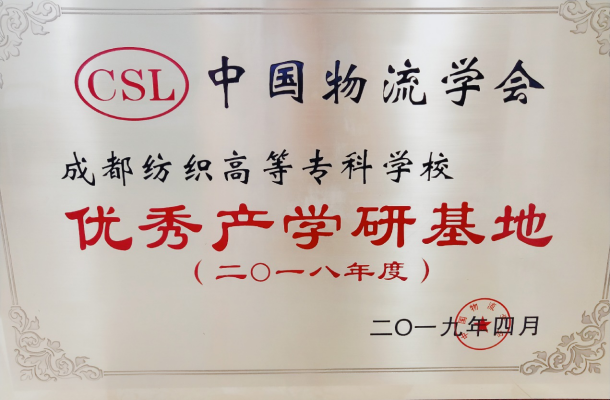 CSL 中国物流学会
成都纺织高等专科学校
优秀产学研基地
（二〇一八年度）
二〇一九年四月